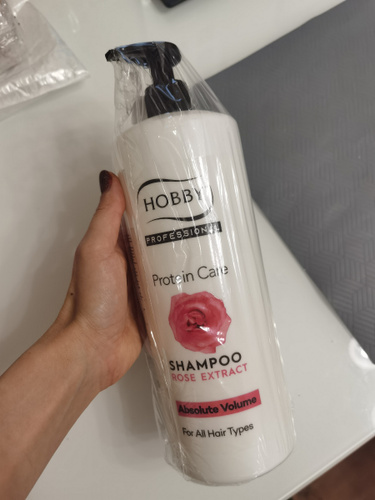 HOBBY
PROFESSIONAL
Protein Care
SHAMPOO
ROSE EXTRACT
Absolute Volume
For All Hair Types